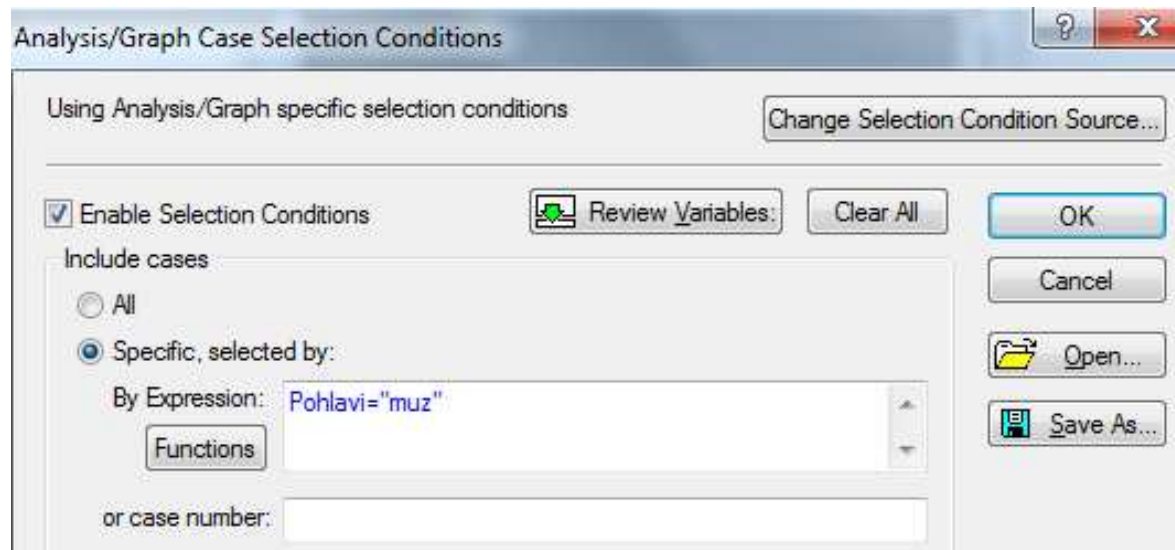 Analysis/Graph Case Selection Conditions
?
X
Using Analysis/Graph specific selection conditions
Change Selection Condition Source...
Enable Selection Conditions
Review Variables:
Clear All
OK
Include cases
Cancel
All
Specific, selected by:
Open...
By Expression:
Pohlavi="muz"
Save As...
Functions
or case number: